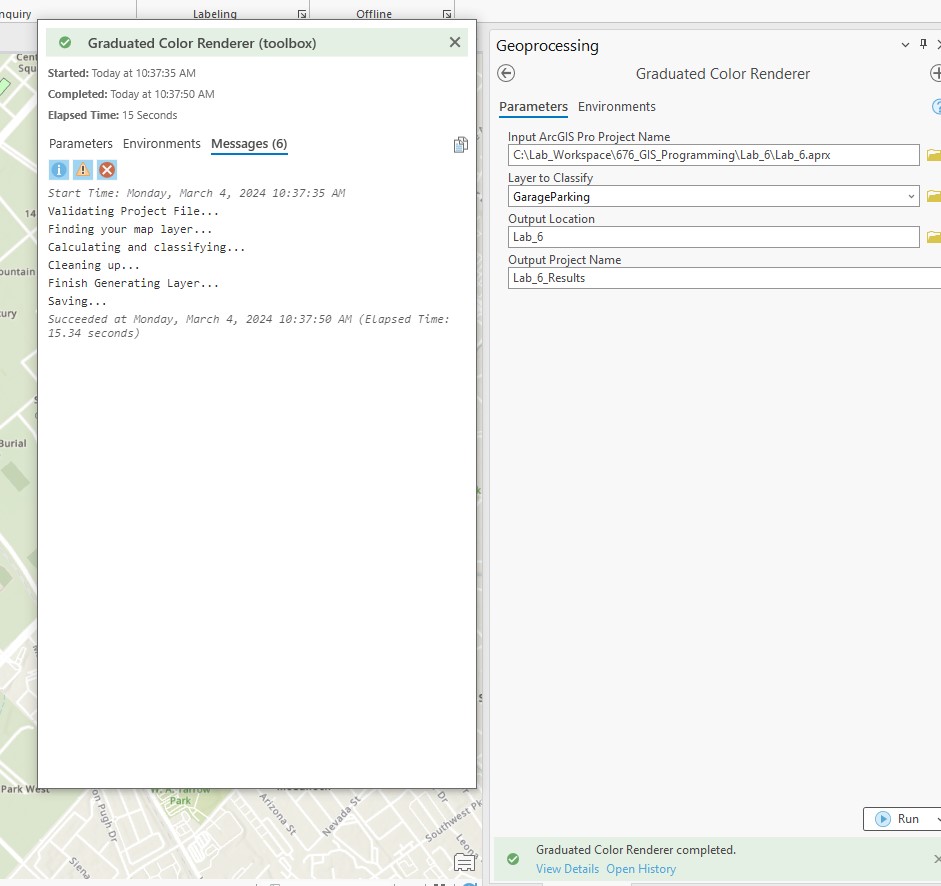 nquiry
Labeling
Offline
Graduated Color Renderer (toolbox)
Started: Today at 10:37:35 AM
Completed: Today at 10:37:50 AM
Elapsed Time: 15 Seconds
Parameters Environments Messages (6)
Start Time: Monday, March 4, 2024 10:37:35 AM
Validating Project File...
Finding your map layer...
Calculating and classifying...
Cleaning up...
Finish Generating Layer...
Saving...
Succeeded at Monday, March 4, 2024 10:37:50 AM (Elapsed Time:
15.34 seconds)
Geoprocessing
Graduated Color Renderer
Parameters Environments
Input ArcGIS Pro Project Name
C:\Lab_Workspace\676_GIS_Programming\Lab_6\Lab_6.aprx
Layer to Classify
GarageParking
Output Location
Lab_6
Output Project Name
Lab_6_Results
Run
Graduated Color Renderer completed.
View Details Open History
Cent
Squ
14
ountain
ury
Burial
Park West
W. A. Tarrow
Park
on Pugh Dr
Arizona St
Nevada St
Dr
Southwest Pk
Leona
Siena